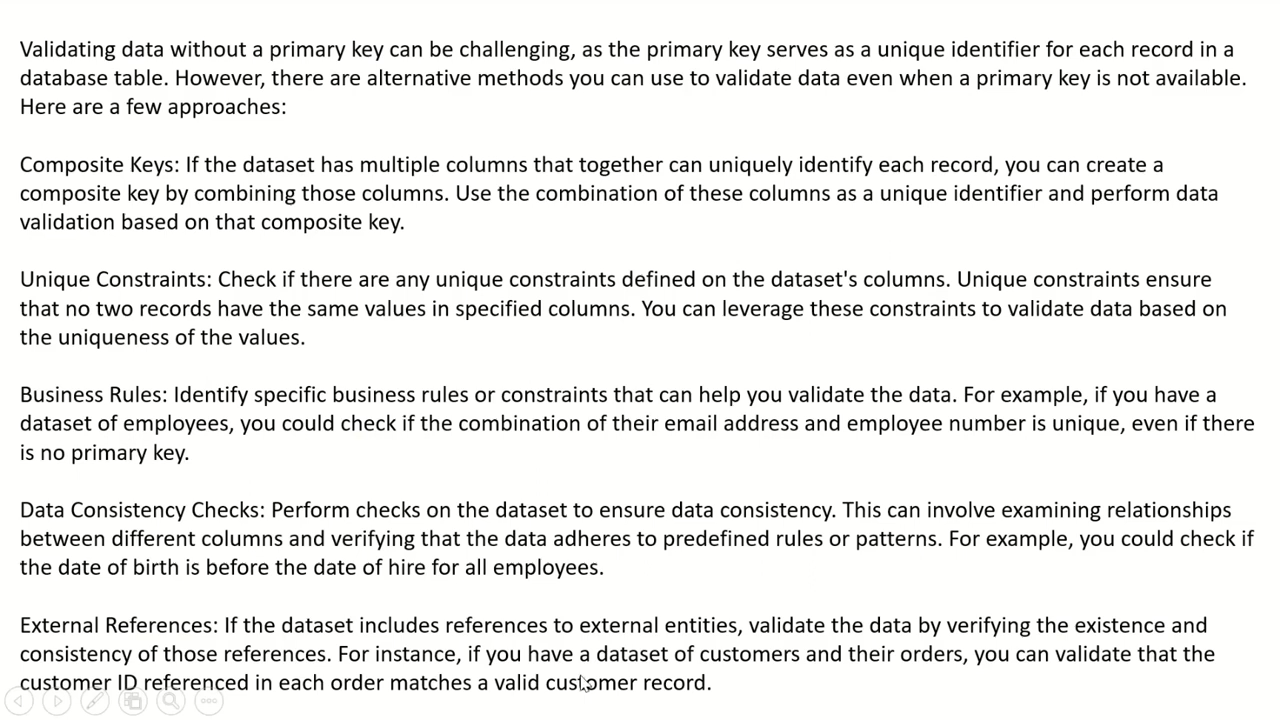 Validating data without a primary key can be challenging, as the primary key serves as a unique identifier for each record in a
database table. However, there are alternative methods you can use to validate data even when a primary key is not available.
Here are a few approaches:
Composite Keys: If the dataset has multiple columns that together can uniquely identify each record, you can create a
composite key by combining those columns. Use the combination of these columns as a unique identifier and perform data
validation based on that composite key.
Unique Constraints: Check if there are any unique constraints defined on the dataset's columns. Unique constraints ensure
that no two records have the same values in specified columns. You can leverage these constraints to validate data based on
the uniqueness of the values.
Business Rules: Identify specific business rules or constraints that can help you validate the data. For example, if you have a
dataset of employees, you could check if the combination of their email address and employee number is unique, even if there
is no primary key.
Data Consistency Checks: Perform checks on the dataset to ensure data consistency. This can involve examining relationships
between different columns and verifying that the data adheres to predefined rules or patterns. For example, you could check if
the date of birth is before the date of hire for all employees.
External References: If the dataset includes references to external entities, validate the data by verifying the existence and
consistency of those references. For instance, if you have a dataset of customers and their orders, you can validate that the
customer ID referenced in each order matches a valid customer record.